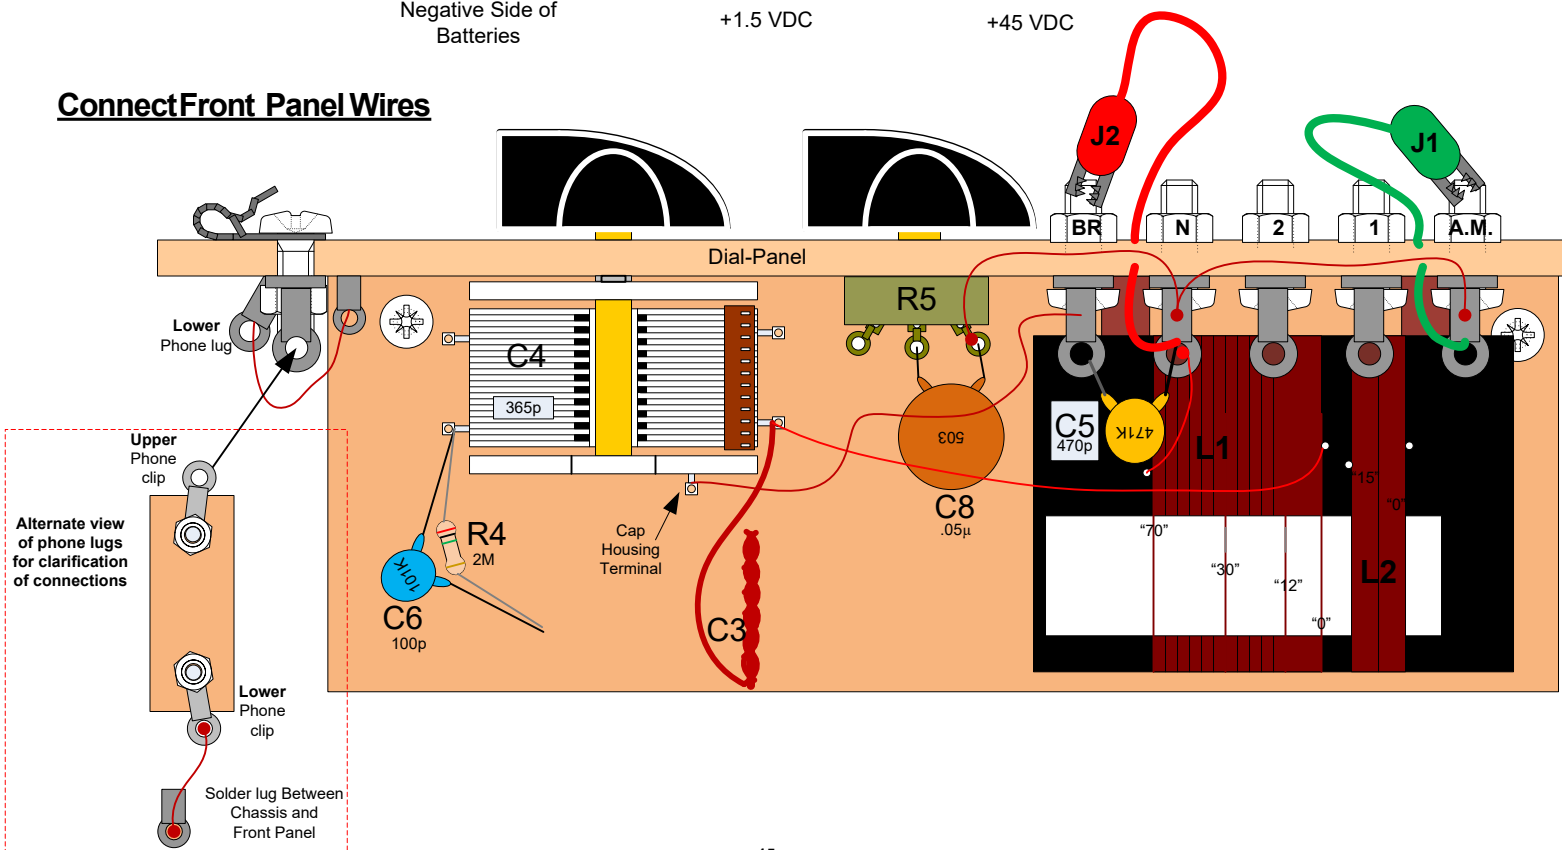 Negative Side of
Batteries
+1.5 VDC
+45 VDC
Connect Front Panel Wires
J2
J1
BR
N
2
1
A.M.
Dial-Panel
R5
Lower
Phone lug
C4
365p
503
C8
.05µ
C5
470p
471K
L1
"15"
"0"
"70"
"30"
"12"
"0"
L2
Upper
Phone
clip
Alternate view
of phone lugs
for clarification
of connections
R4
2M
101K
C6
100p
Cap
Housing
Terminal
C3
Lower
Phone
clip
Solder lug Between
Chassis and
Front Panel